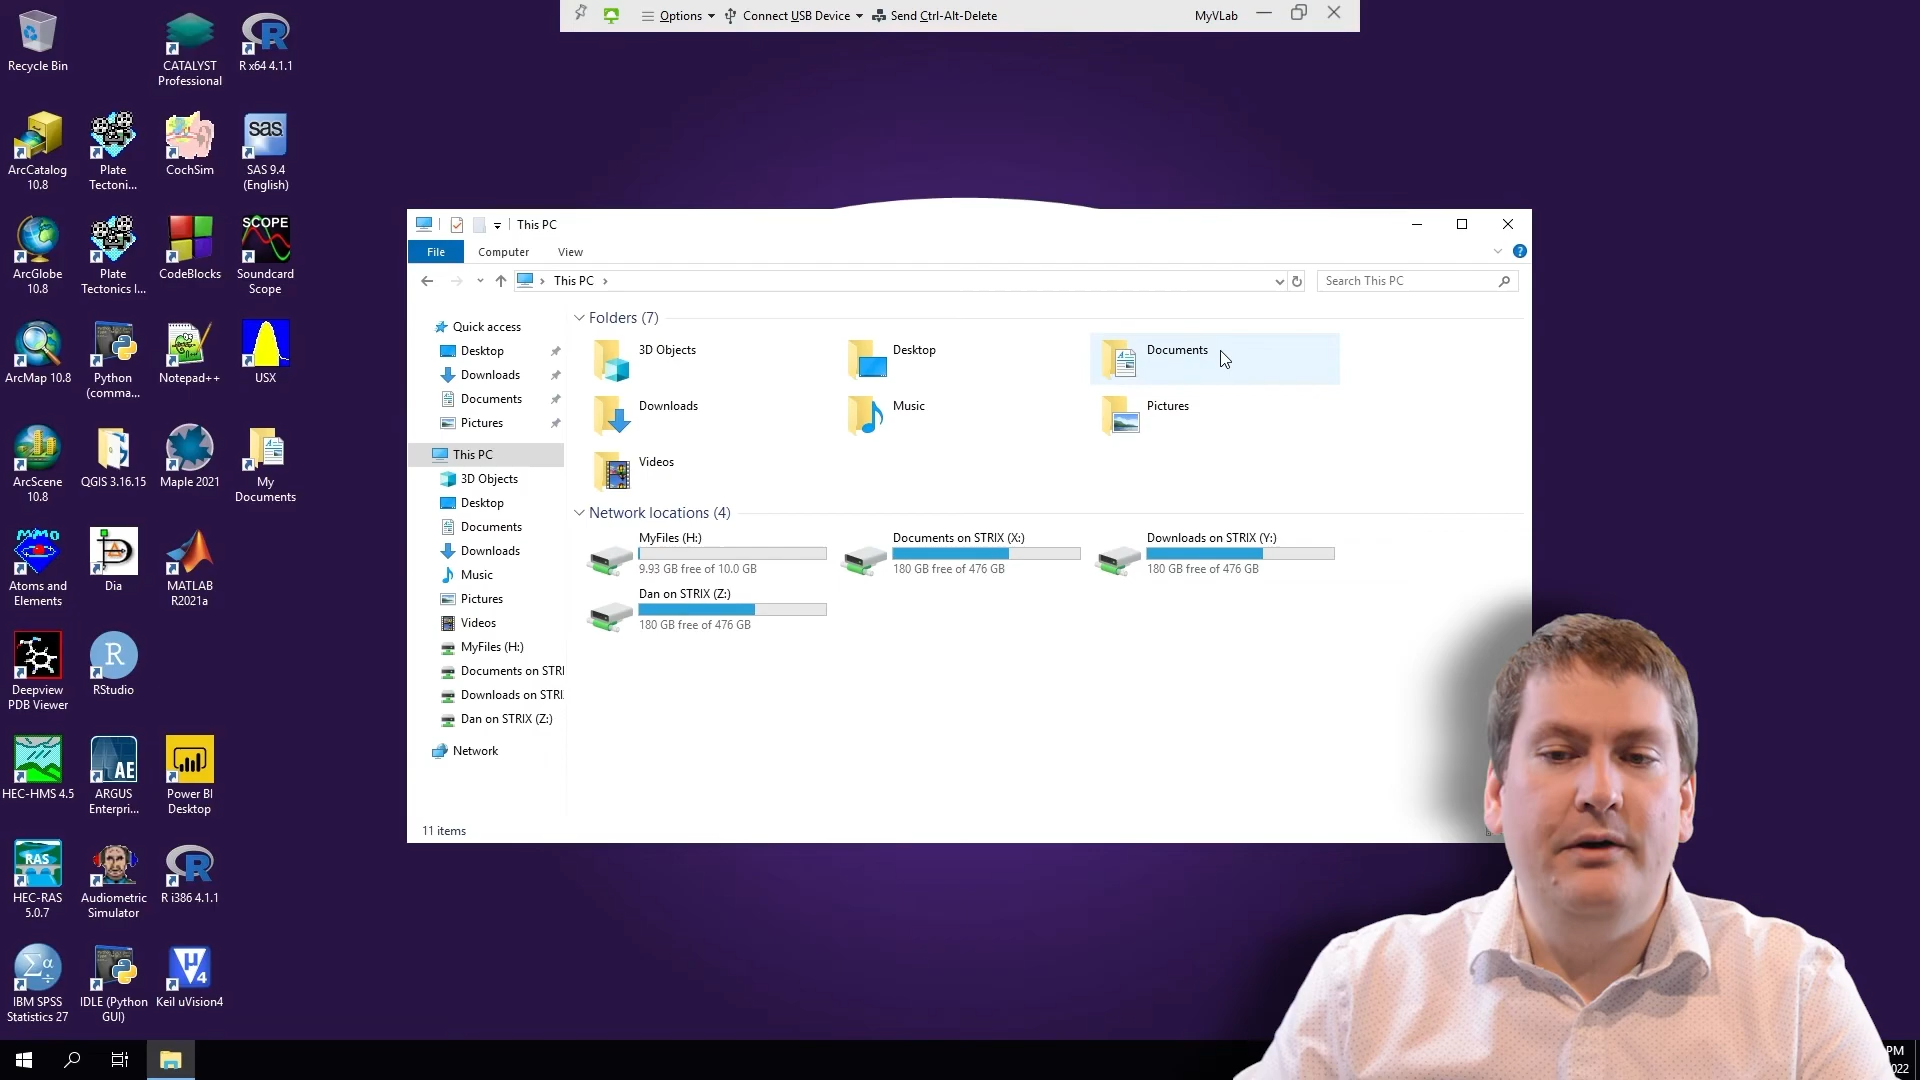 Options
Connect USB Device
Send Ctrl-Alt-Delete
MyVLab
Recycle Bin
CATALYST
Professional
R x64 4.1.1
ArcCatalog
10.8
Plate
Tectoni...
CochSim
sas
SAS 9.4
(English)
ArcGlobe
10.8
Plate
Tectonics I...
CodeBlocks
SCOPE
Soundcard
Scope
ArcMap 10.8
Python
(comma...
Notepad++
USX
ArcScene
10.8
QGIS 3.16.15
Maple 2021
My
Documents
MMO
Atoms and
Elements
Dia
MATLAB
R2021a
Deepview
PDB Viewer
R
RStudio
HEC-HMS 4.5
AE
ARGUS
Enterpri...
Power BI
Desktop
RAS
HEC-RAS
5.0.7
Audiometric
Simulator
R
R i386 4.1.1
Σα
IBM SPSS
Statistics 27
IDLE (Python
GUI)
µ
V4
Keil uVision4
This PC
File
Computer
View
This PC
Search This PC
Quick access
Desktop
Downloads
Documents
Pictures
This PC
3D Objects
Desktop
Documents
Downloads
Music
Pictures
Videos
MyFiles (H:)
Documents on STRI
Downloads on STRI
Dan on STRIX (Z:)
Network
Folders (7)
3D Objects
Desktop
Documents
Downloads
Music
Pictures
Videos
Network locations (4)
MyFiles (H:)
9.93 GB free of 10.0 GB
Documents on STRIX (X:)
180 GB free of 476 GB
Downloads on STRIX (Y:)
180 GB free of 476 GB
Dan on STRIX (Z:)
180 GB free of 476 GB
11 items
PM
022